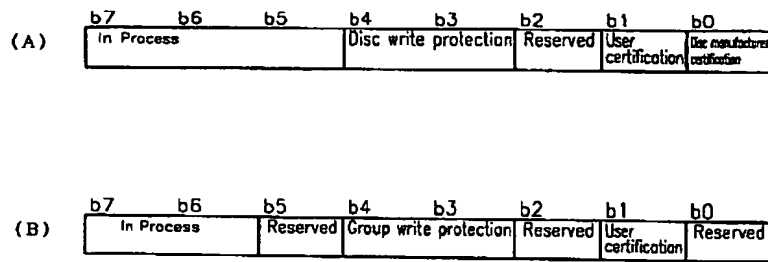 b7 b6 b5 b4 b3 b2 b1 b0
(A) In Process Disc write protection Reserved User certification Disc manufacturer certification
b7 b6 b5 b4 b3 b2 b1 b0
(B) In Process Reserved Group write protection Reserved User certification Reserved